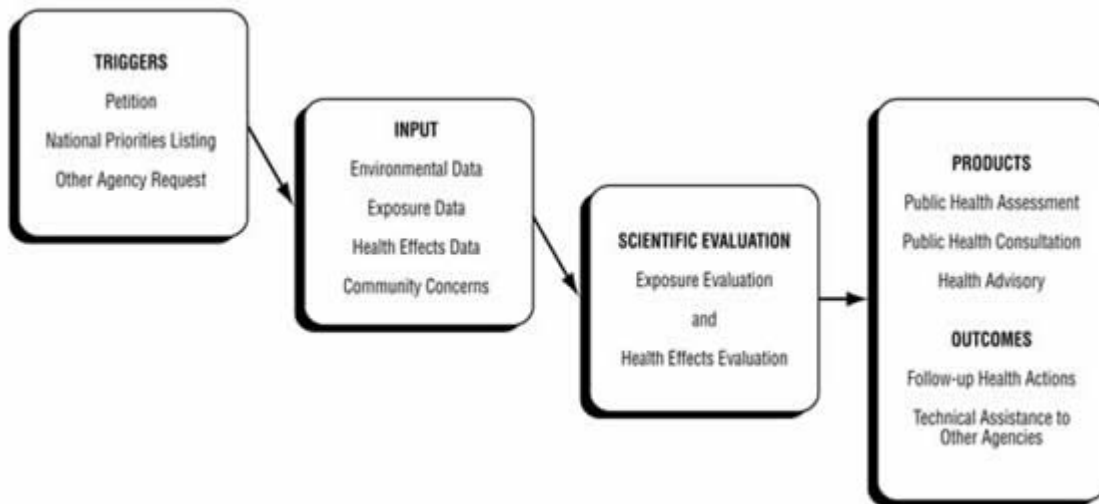 TRIGGERS
Petition
National Priorities Listing
Other Agency Request
INPUT
Environmental Data
Exposure Data
Health Effects Data
Community Concerns
SCIENTIFIC EVALUATION
Exposure Evaluation
and
Health Effects Evaluation
PRODUCTS
Public Health Assessment
Public Health Consultation
Health Advisory
OUTCOMES
Follow-up Health Actions
Technical Assistance to
Other Agencies